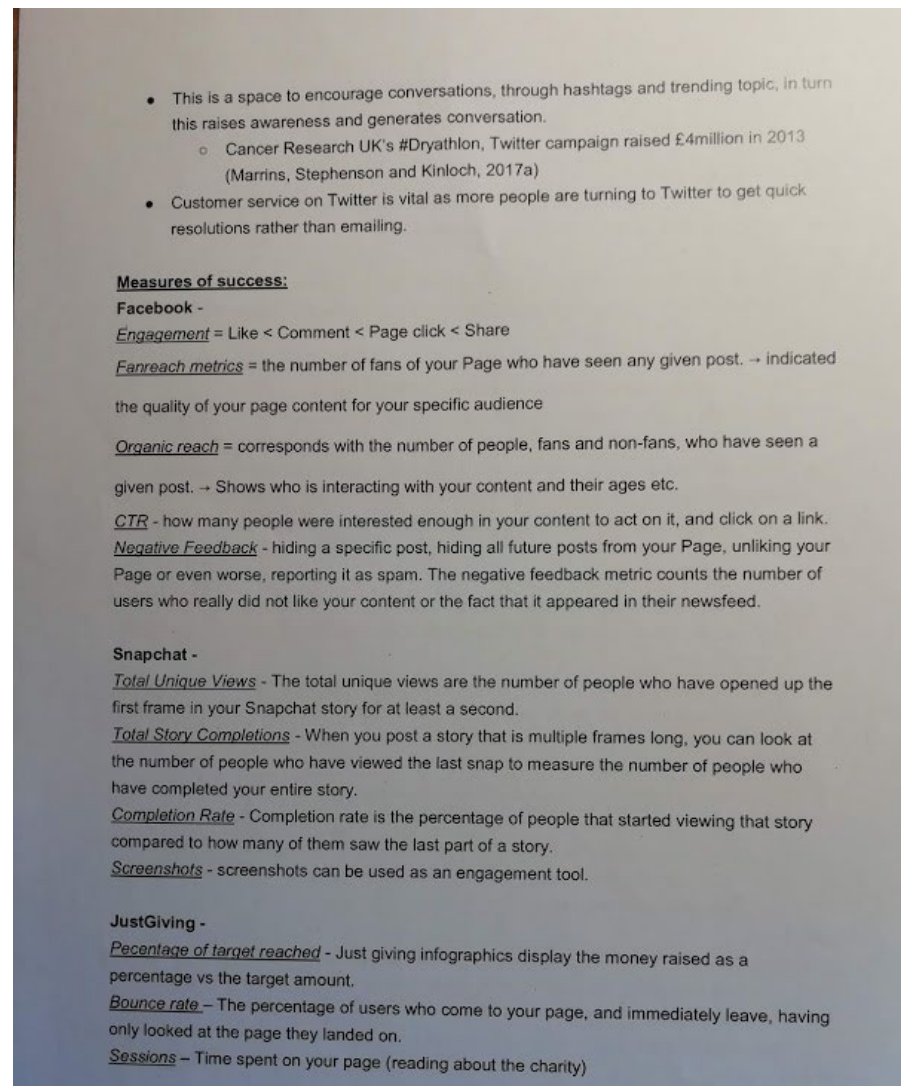 • This is a space to encourage conversations, through hashtags and trending topic, in turn
this raises awareness and generates conversation.
○ Cancer Research UK's #Dryathlon, Twitter campaign raised £4million in 2013
(Marrins, Stephenson and Kinloch, 2017a)
• Customer service on Twitter is vital as more people are turning to Twitter to get quick
resolutions rather than emailing.
Measures of success:
Facebook -
Engagement = Like < Comment < Page click < Share
Fanreach metrics = the number of fans of your Page who have seen any given post. → indicated
the quality of your page content for your specific audience
Organic reach = corresponds with the number of people, fans and non-fans, who have seen a
given post. → Shows who is interacting with your content and their ages etc.
CTR - how many people were interested enough in your content to act on it, and click on a link.
Negative Feedback - hiding a specific post, hiding all future posts from your Page, unliking your
Page or even worse, reporting it as spam. The negative feedback metric counts the number of
users who really did not like your content or the fact that it appeared in their newsfeed.
Snapchat -
Total Unique Views - The total unique views are the number of people who have opened up the
first frame in your Snapchat story for at least a second.
Total Story Completions - When you post a story that is multiple frames long, you can look at
the number of people who have viewed the last snap to measure the number of people who
have completed your entire story.
Completion Rate - Completion rate is the percentage of people that started viewing that story
compared to how many of them saw the last part of a story.
Screenshots - screenshots can be used as an engagement tool.
JustGiving -
Pecentage of target reached - Just giving infographics display the money raised as a
percentage vs the target amount.
Bounce rate – The percentage of users who come to your page, and immediately leave, having
only looked at the page they landed on.
Sessions – Time spent on your page (reading about the charity)